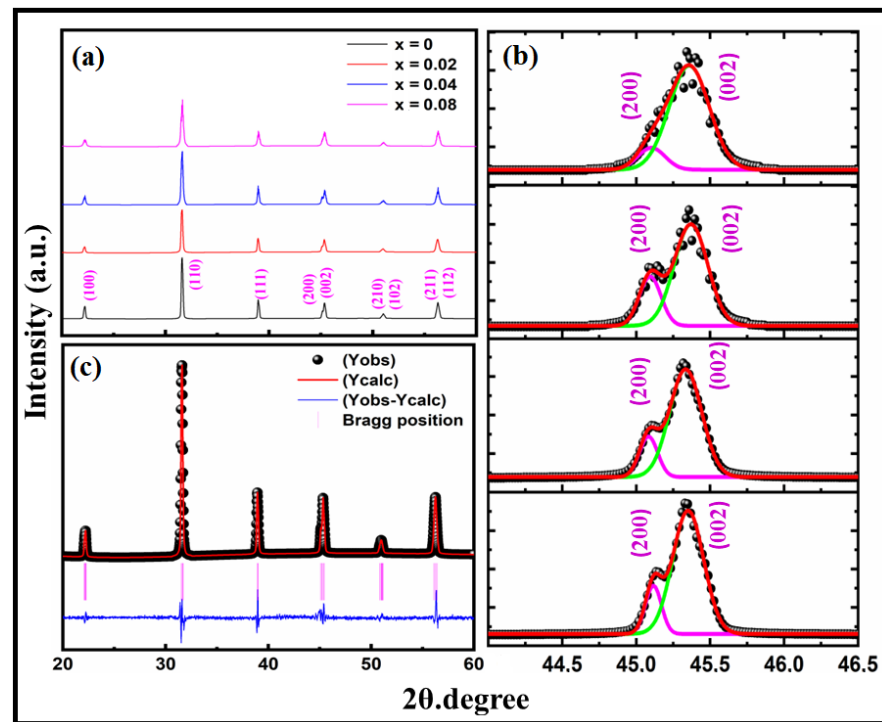 (a)
x = 0
x = 0.02
x = 0.04
x = 0.08
(100)
(110)
(111)
(200)
(002)
(210)
(102)
(211)
(112)
(b)
(200)
(002)
(200)
(002)
(200)
(002)
(200)
(002)
(c)
(Yobs)
(Ycalc)
(Yobs-Ycalc)
Bragg position
Intensity (a.u.)
20 30 40 50 60
44.5 45.0 45.5 46.0 46.5
2θ.degree